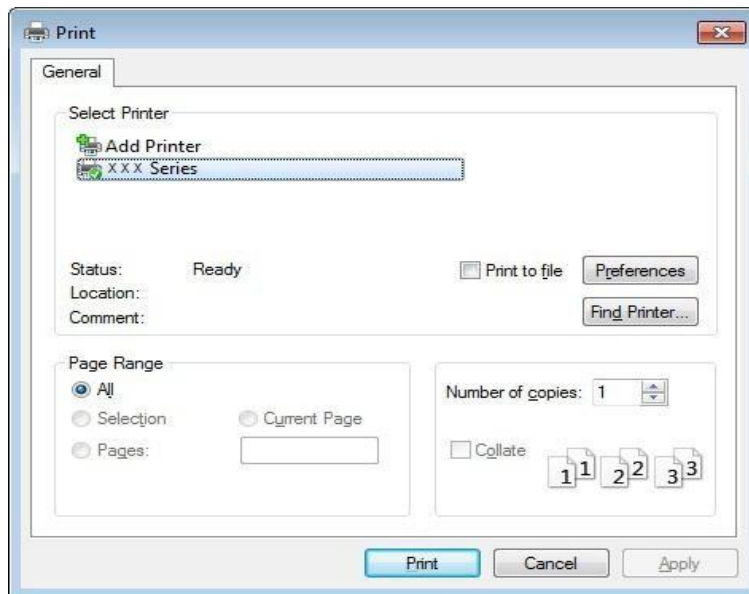 Print
General
Select Printer
Add Printer
XXX Series
Status: Ready
Print to file
Preferences
Location:
Comment:
Find Printer...
Page Range
All
Selection
Current Page
Pages:
Number of copies: 1
Collate
1 1 2 2 3 3
Print
Cancel
Apply